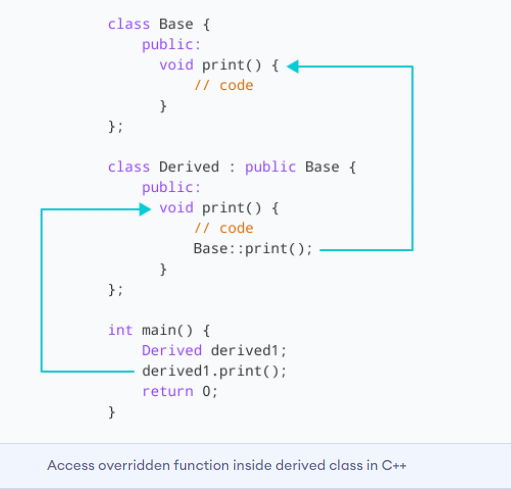 class Base {
    public:
      void print() {
          // code
      }
};

class Derived : public Base {
    public:
      void print() {
          // code
          Base::print();
      }
};

int main() {
    Derived derived1;
    derived1.print();
    return 0;
}
Access overridden function inside derived class in C++